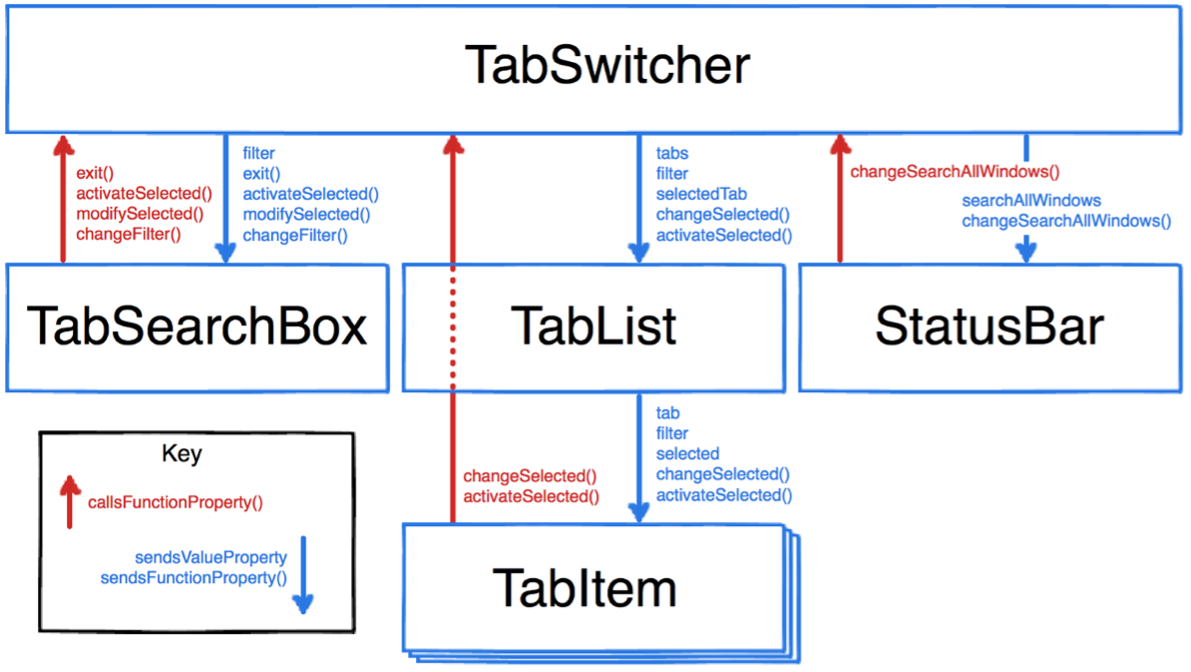 TabSwitcher
exit()
activateSelected()
modifySelected()
changeFilter()
filter
exit()
activateSelected()
modifySelected()
changeFilter()
tabs
filter
selectedTab
changeSelected()
activateSelected()
changeSearchAllWindows()
searchAllWindows
changeSearchAllWindows()
TabSearchBox
TabList
StatusBar
Key
callsFunctionProperty()
sendsValueProperty
sendsFunctionProperty()
changeSelected()
activateSelected()
tab
filter
selected
changeSelected()
activateSelected()
TabItem